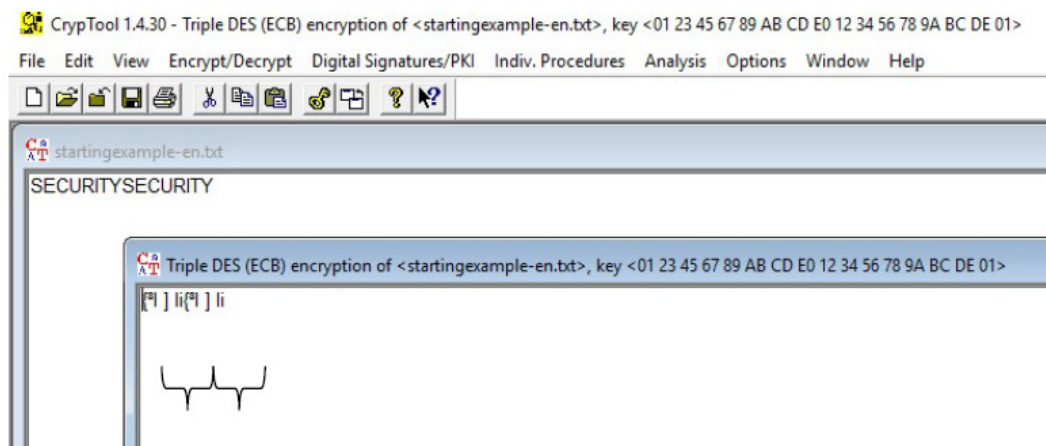 CrypTool 1.4.30 - Triple DES (ECB) encryption of <startingexample-en.txt>, key <01 23 45 67 89 AB CD E0 12 34 56 78 9A BC DE 01>
File Edit View Encrypt/Decrypt Digital Signatures/PKI Indiv. Procedures Analysis Options Window Help
startingexample-en.txt
SECURITYSECURITY
Triple DES (ECB) encryption of <startingexample-en.txt>, key <01 23 45 67 89 AB CD E0 12 34 56 78 9A BC DE 01>